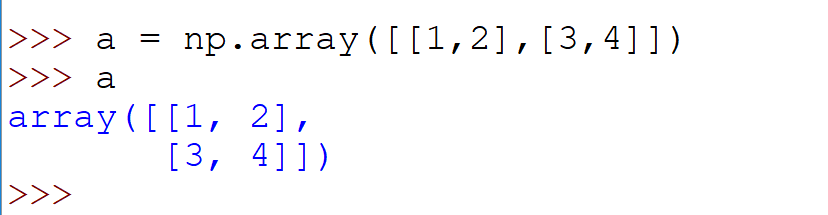 >>> a = np.array([[1,2],[3,4]])
>>> a
array([[1, 2],
       [3, 4]])
>>>